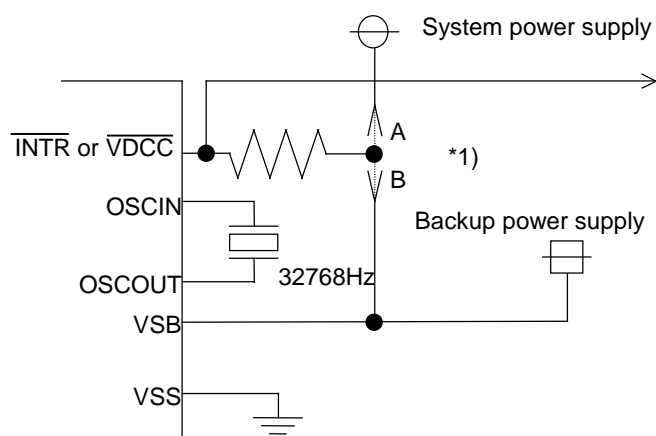 System power supply
A
INTR or VDCC
*1)
B
OSCIN
Backup power supply
OSCOUT
32768Hz
VSB
VSS